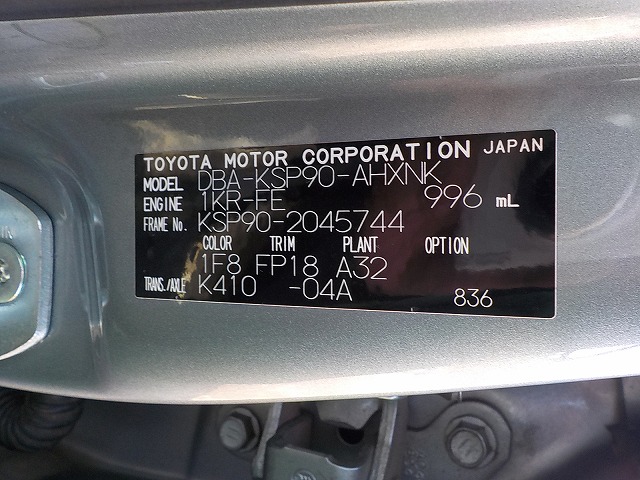 TOYOTA MOTOR CORPORATION JAPAN
MODEL DBA-KSP90-AHXNK
ENGINE 1KR-FE 996 mL
FRAME No. KSP90-2045744
COLOR TRIM PLANT OPTION
1F8 FP18 A32
TRANS./AXLE K410 -04A 836